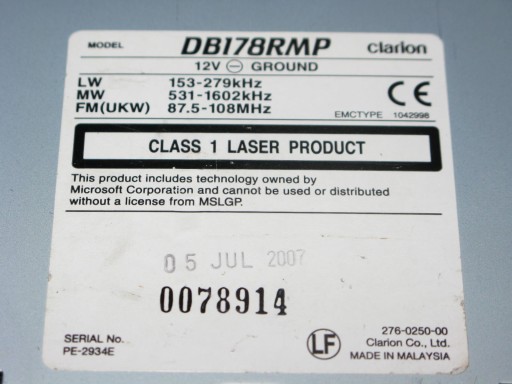 MODEL DB178RMP clarion
12V ⊖ GROUND
LW 153-279kHz
MW 531-1602kHz
FM(UKW) 87.5-108MHz
CE
EMCTYPE 1042998
CLASS 1 LASER PRODUCT
This product includes technology owned by
Microsoft Corporation and cannot be used or distributed
without a license from MSLGP.
05 JUL 2007
0078914
SERIAL No.
PE-2934E
LF
276-0250-00
Clarion Co., Ltd.
MADE IN MALAYSIA